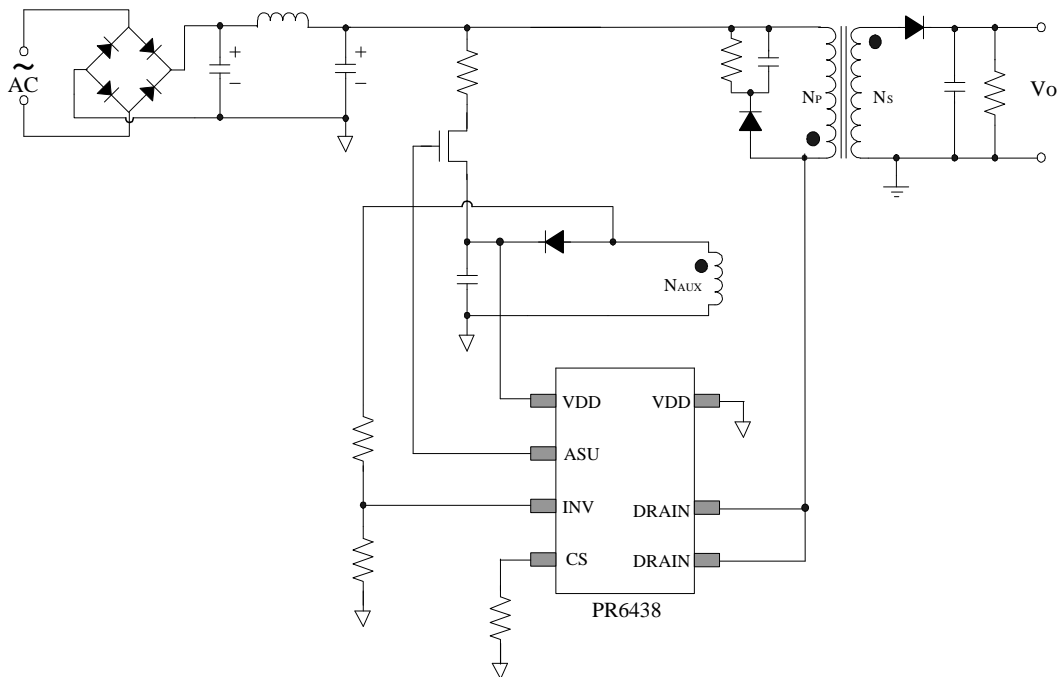 +
+
~
AC
−
−
NP
NS
Vo
NAUX
VDD
VDD
ASU
INV
DRAIN
CS
DRAIN
PR6438